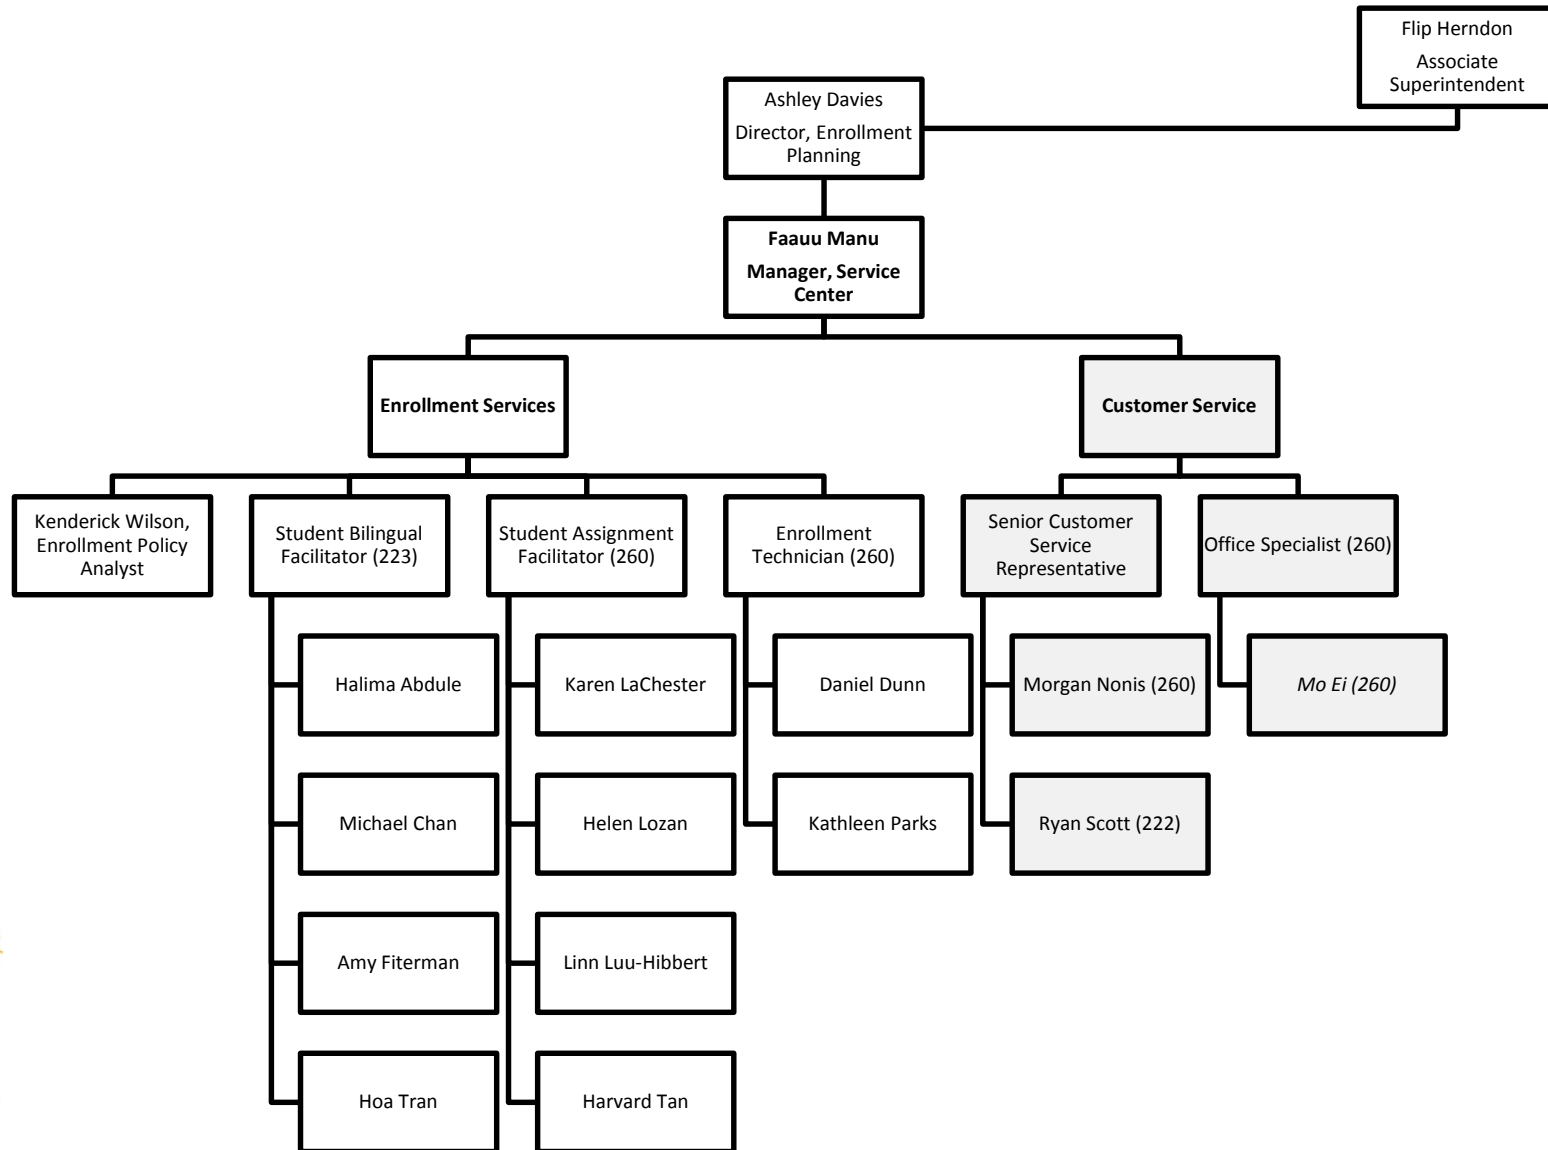 Flip Herndon
Associate
Superintendent
Ashley Davies
Director, Enrollment
Planning
Faauu Manu
Manager, Service
Center
Enrollment Services
Customer Service
Kenderick Wilson,
Enrollment Policy
Analyst
Student Bilingual
Facilitator (223)
Student Assignment
Facilitator (260)
Enrollment
Technician (260)
Senior Customer
Service
Representative
Office Specialist (260)
Halima Abdule
Karen LaChester
Daniel Dunn
Morgan Nonis (260)
Mo Ei (260)
Michael Chan
Helen Lozan
Kathleen Parks
Ryan Scott (222)
Amy Fiterman
Linn Luu-Hibbert
Hoa Tran
Harvard Tan